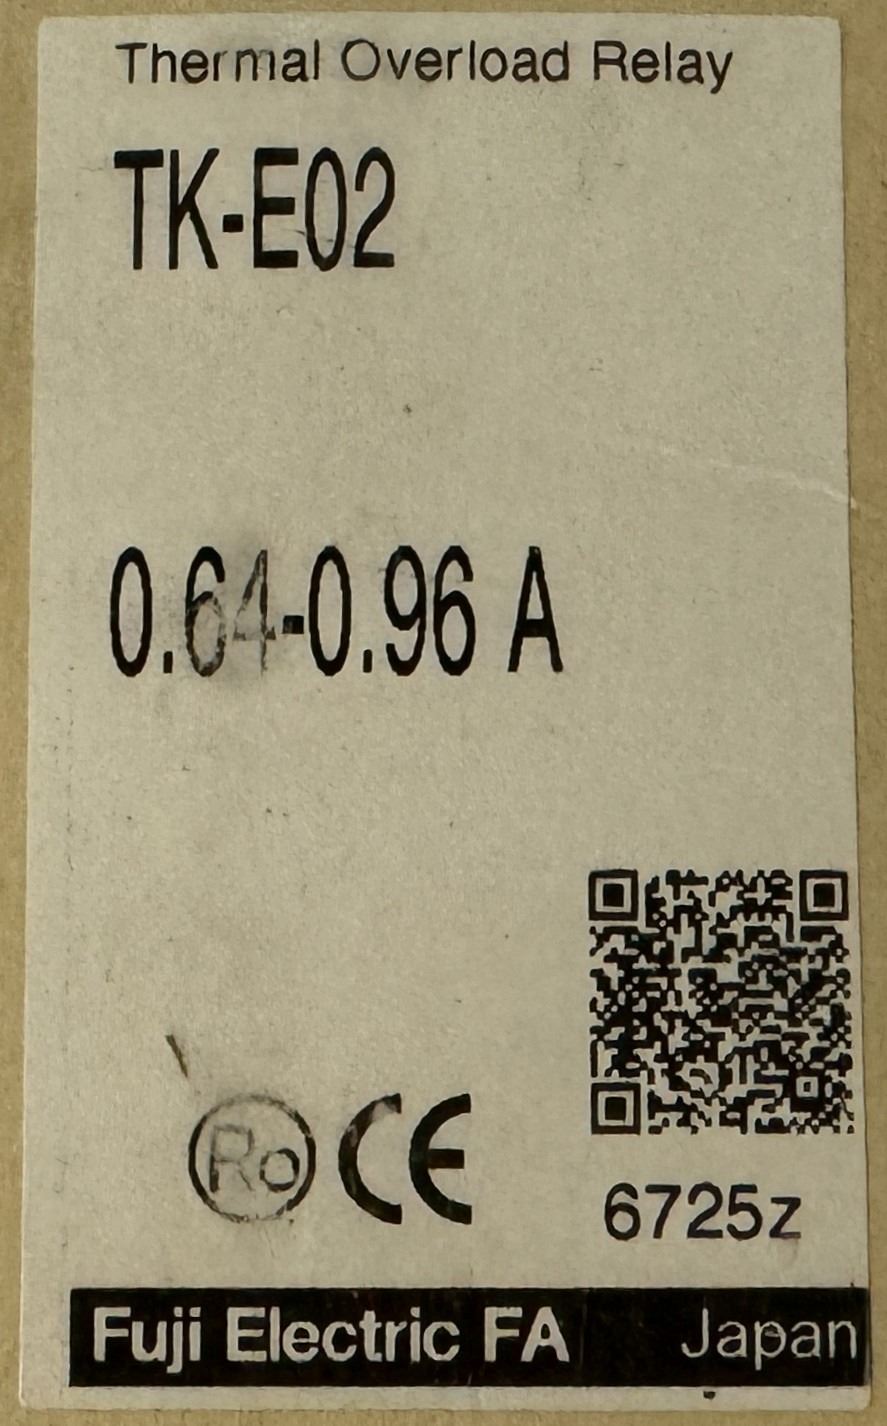 Thermal Overload Relay
TK-E02
0.64-0.96 A
Ro CE
6725z
Fuji Electric FA Japan